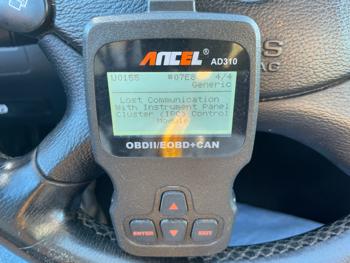 ANCEL®
AD310
U0155 #07E8 4/4
Generic
Lost Communication
With Instrument Panel
Cluster (IPC) Control
Module
OBDII/EOBD+CAN
ENTER
EXIT
AG